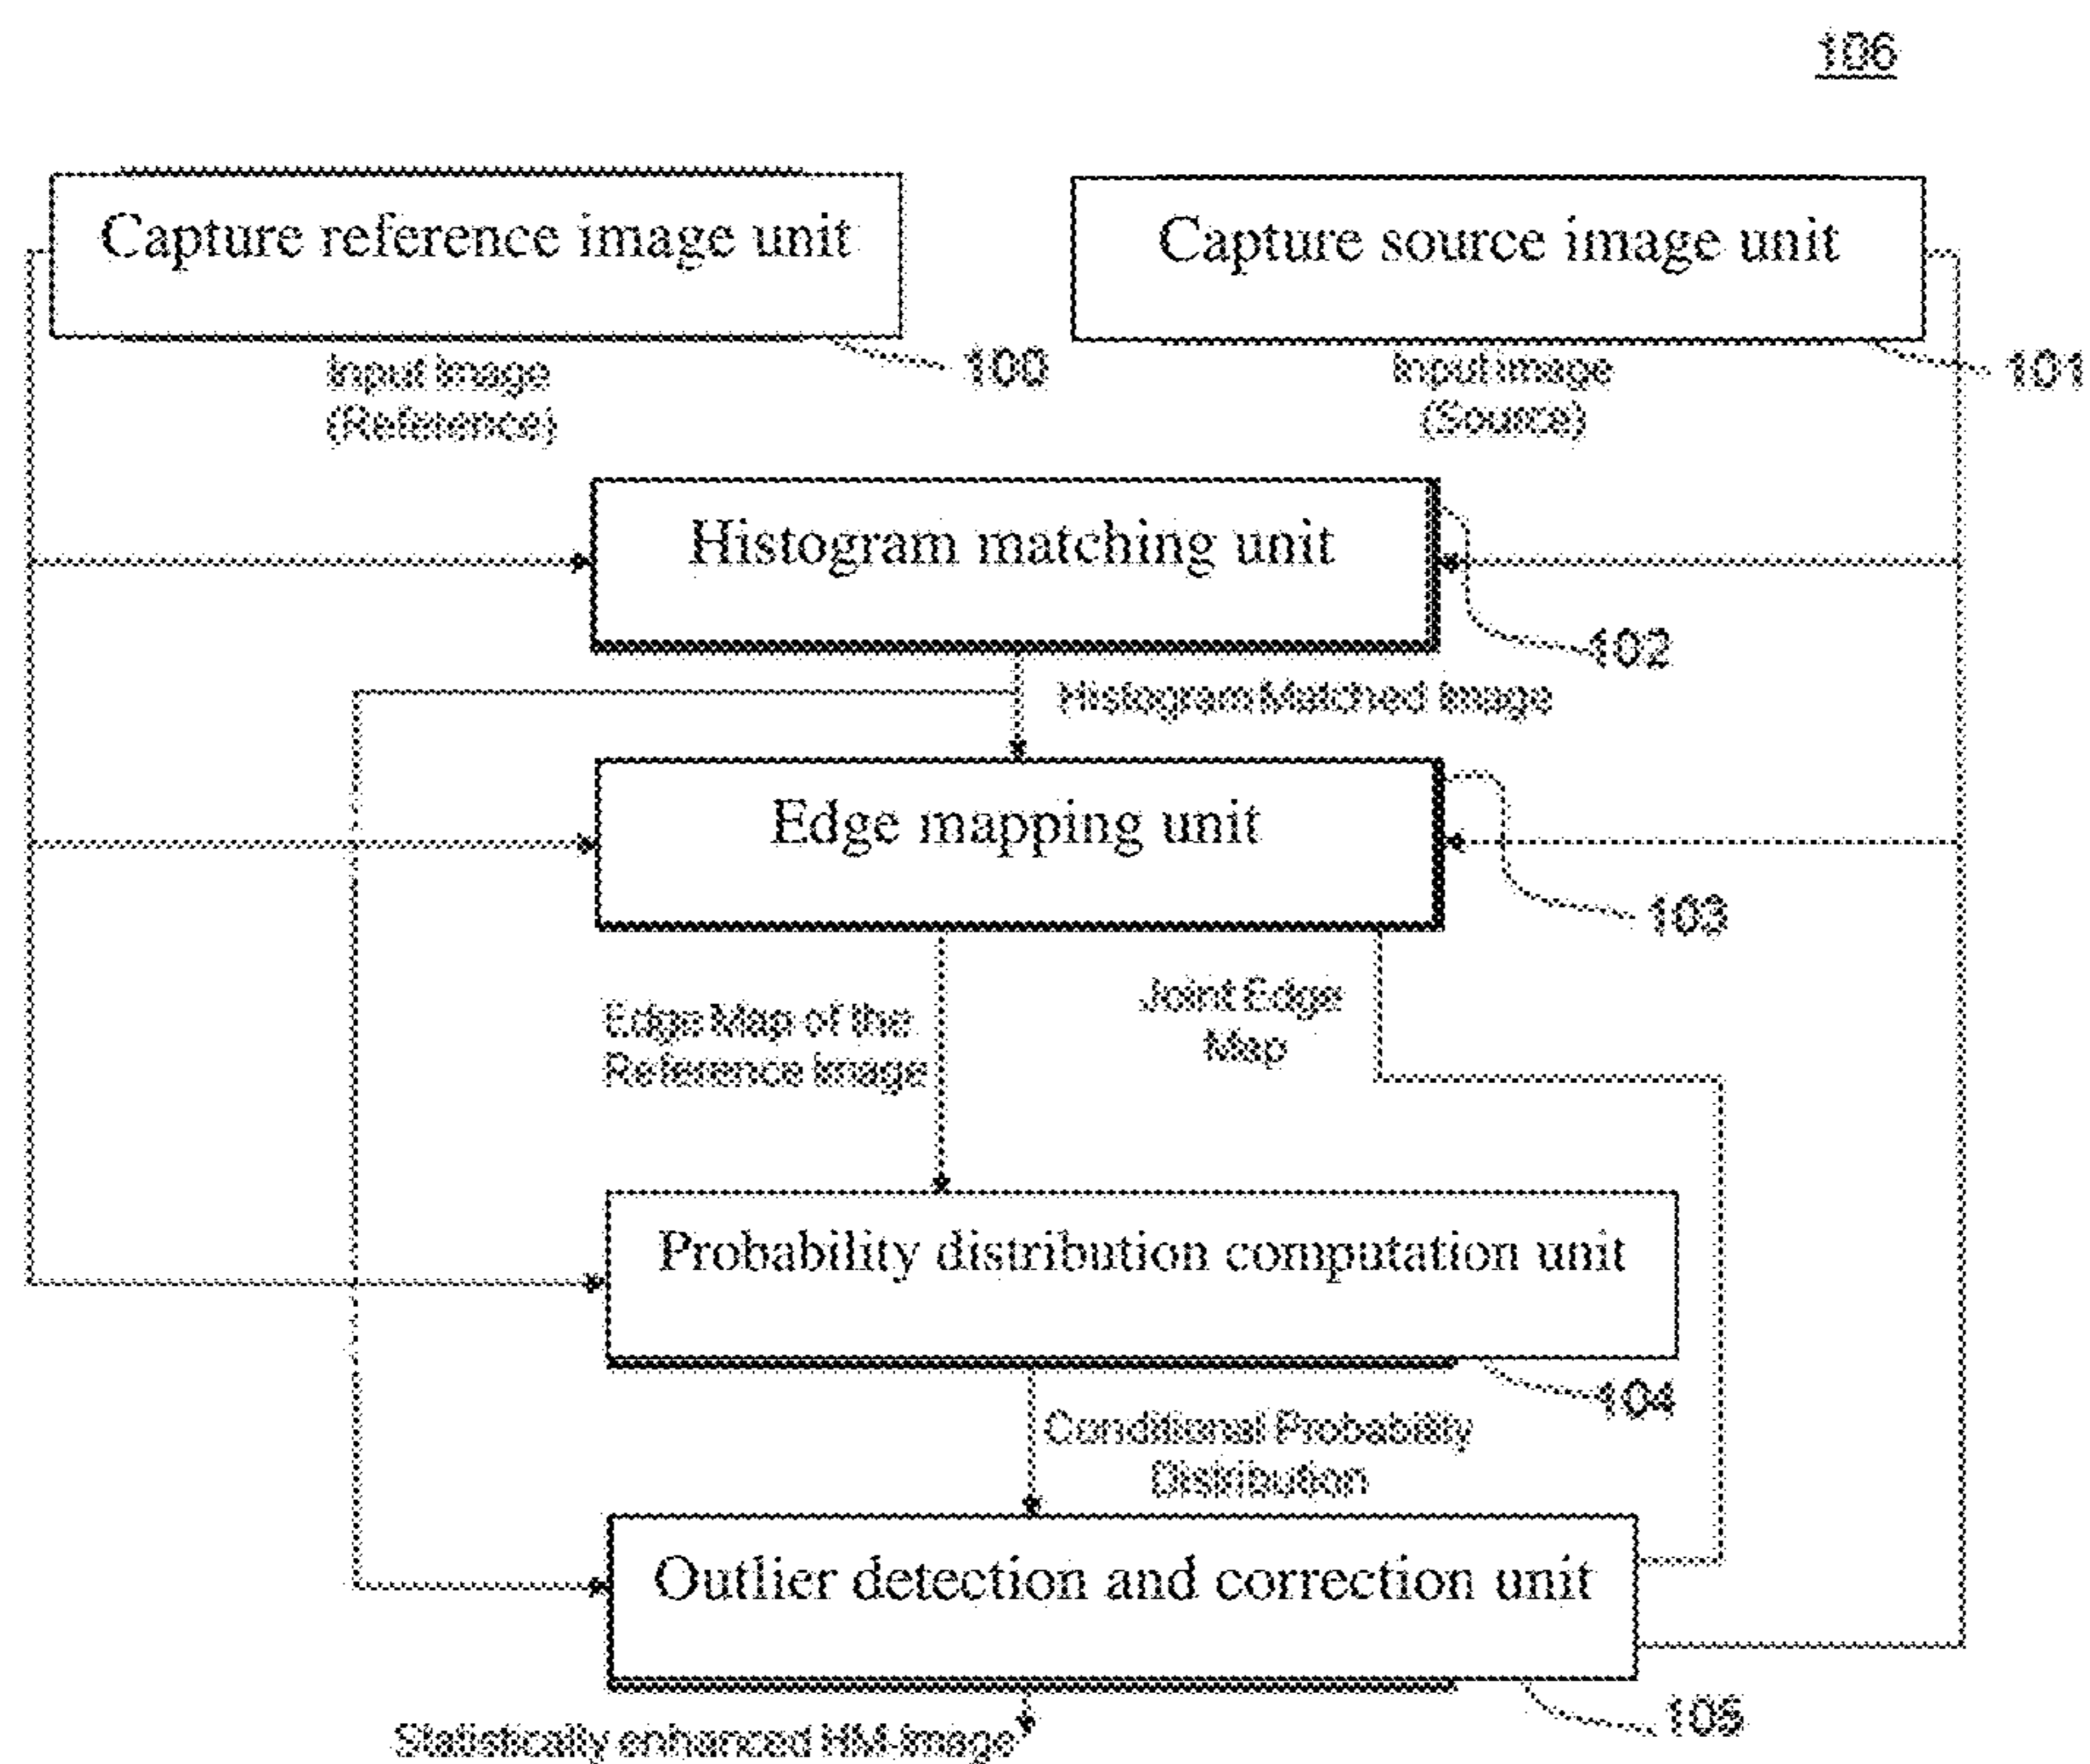 106
Capture reference image unit
Capture source image unit
100
101
Input Image
(Reference)
Input image
(Source)
Histogram matching unit
102
Histogram Matched Image
Edge mapping unit
103
Edge Map of the
Reference Image
Joint Edge
Map
Probability distribution computation unit
104
Conditional Probability
Distribution
Outlier detection and correction unit
105
Statistically enhanced HM-Image